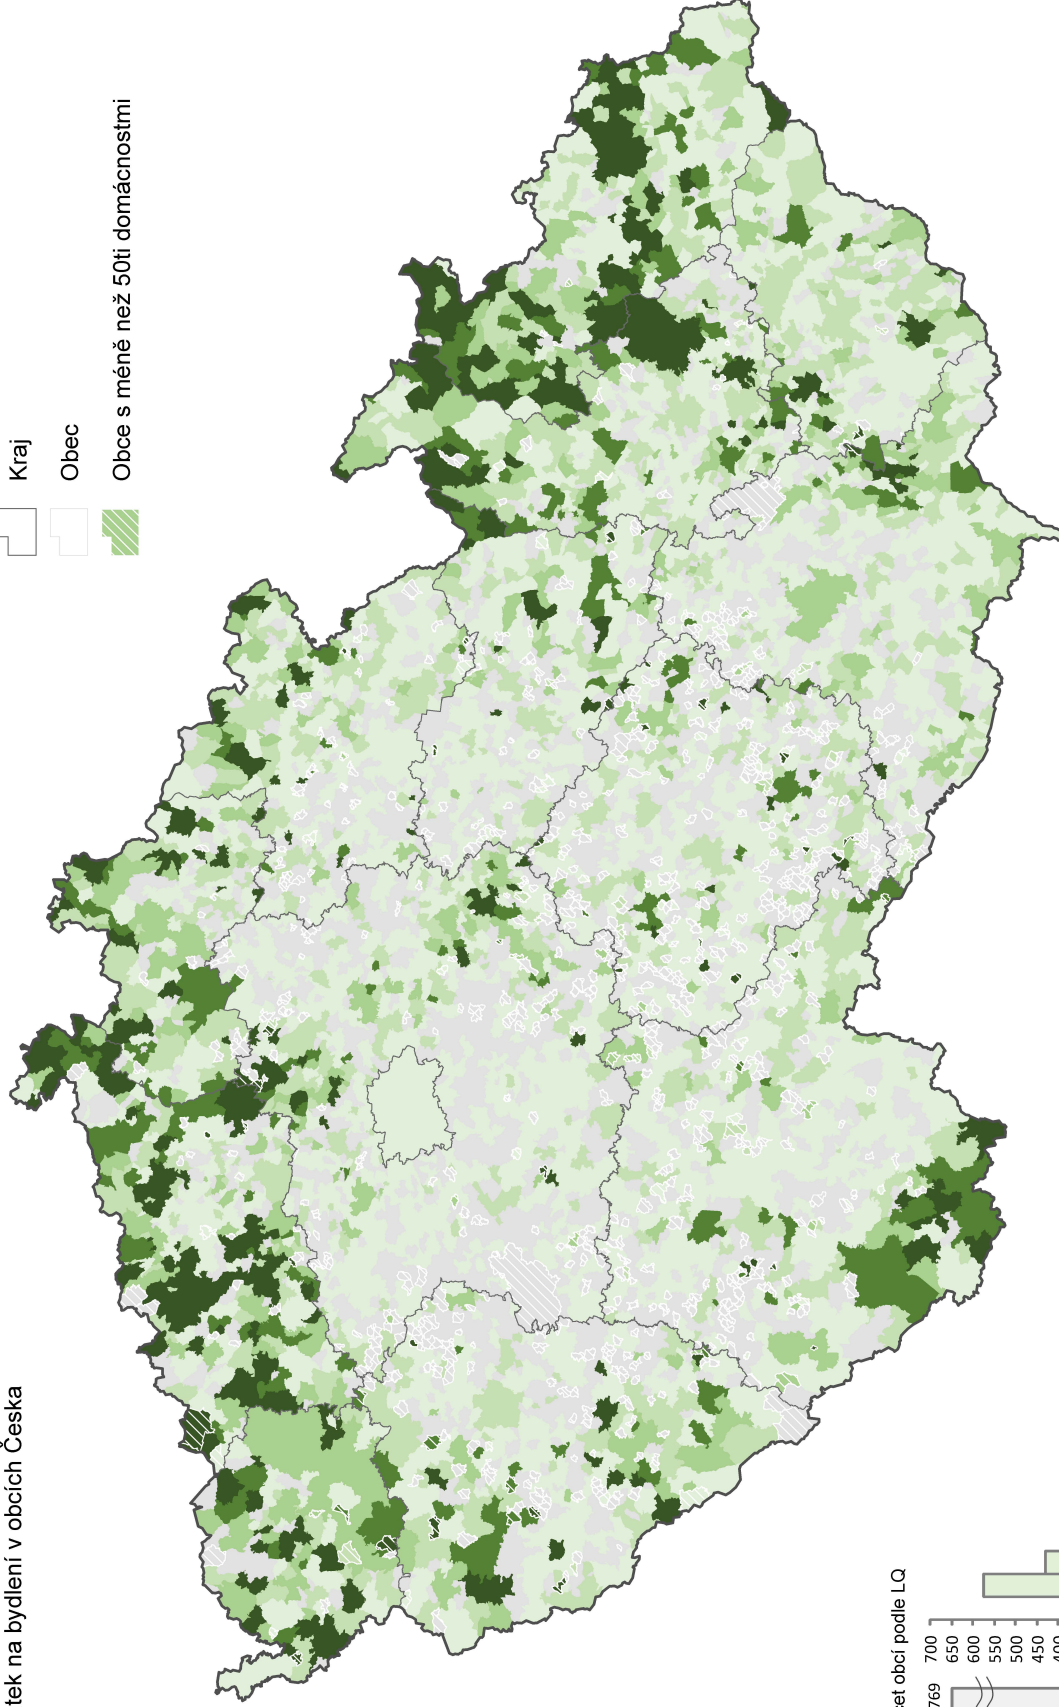 tek na bydlení v obcích Česka
Kraj
Obec
Obce s méně než 50ti domácnostmi
et obcí podle LQ
700
650
600
550
500
450
769